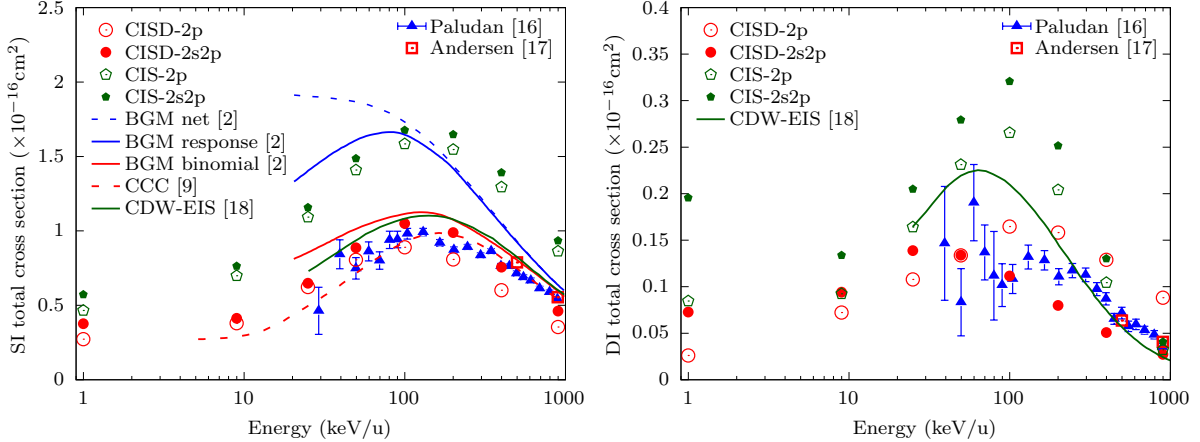 SI total cross section (×10−16cm2)
2.5
2
1.5
1
0.5
0
CISD-2p
CISD-2s2p
CIS-2p
CIS-2s2p
BGM net [2]
BGM response [2]
BGM binomial [2]
CCC [9]
CDW-EIS [18]
Paludan [16]
Andersen [17]
1 10 100 1000
Energy (keV/u)
DI total cross section (×10−16cm2)
0.4
0.35
0.3
0.25
0.2
0.15
0.1
0.05
0
CISD-2p
CISD-2s2p
CIS-2p
CIS-2s2p
CDW-EIS [18]
Paludan [16]
Andersen [17]
1 10 100 1000
Energy (keV/u)